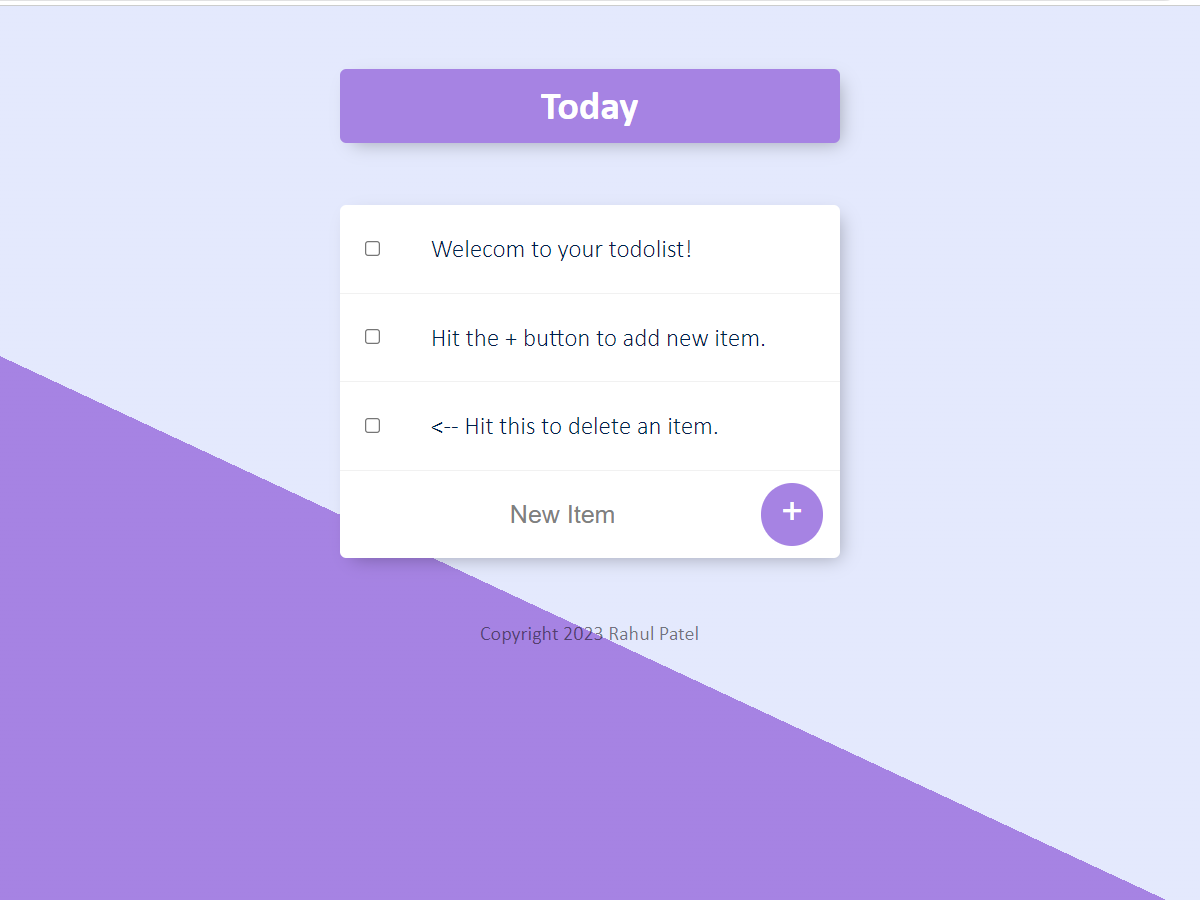 Today
Welecom to your todolist!
Hit the + button to add new item.
<-- Hit this to delete an item.
New Item
+
Copyright 2023 Rahul Patel